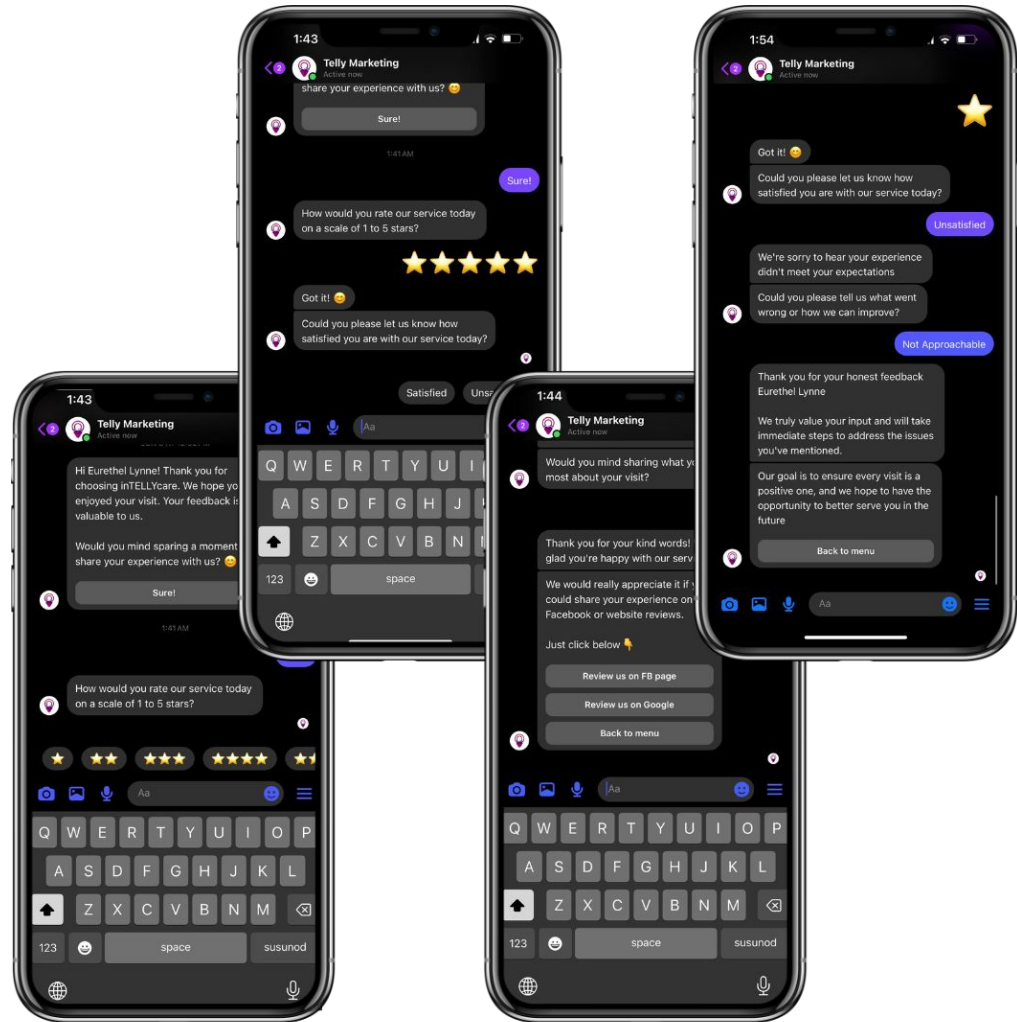 1:43
2
Telly Marketing
Active now
Hi Eurethel Lynne! Thank you for
choosing inTELLYcare. We hope yo
enjoyed your visit. Your feedback is
valuable to us.
Would you mind sparing a moment
share your experience with us? 😊
Sure!
1:41 AM
How would you rate our service today
on a scale of 1 to 5 stars?
Aa
Q W E R T Y U I O P
A S D F G H J K L
Z X C V B N M
123
space
susunod
1:43
2
Telly Marketing
Active now
share your experience with us? 😊
Sure!
1:41 AM
Sure!
How would you rate our service today
on a scale of 1 to 5 stars?
Got it! 😊
Could you please let us know how
satisfied you are with our service today?
Satisfied
Unsa
Aa
Q W E R T Y U I
A S D F G H J
Z X C V B N
123
space
1:44
2
Telly Marketing
Active now
Would you mind sharing what yo
most about your visit?
Thank you for your kind words!
glad you're happy with our serv
We would really appreciate it if y
could share your experience on
Facebook or website reviews.
Just click below 👇
Review us on FB page
Review us on Google
Back to menu
Aa
Q W E R T Y U I O P
A S D F G H J K L
Z X C V B N M
123
space
susunod
1:54
2
Telly Marketing
Active now
Got it! 😊
Could you please let us know how
satisfied you are with our service today?
Unsatisfied
We're sorry to hear your experience
didn't meet your expectations
Could you please tell us what went
wrong or how we can improve?
Not Approachable
Thank you for your honest feedback
Eurethel Lynne
We truly value your input and will take
immediate steps to address the issues
you've mentioned.
Our goal is to ensure every visit is a
positive one, and we hope to have the
opportunity to better serve you in the
future
Back to menu
Aa